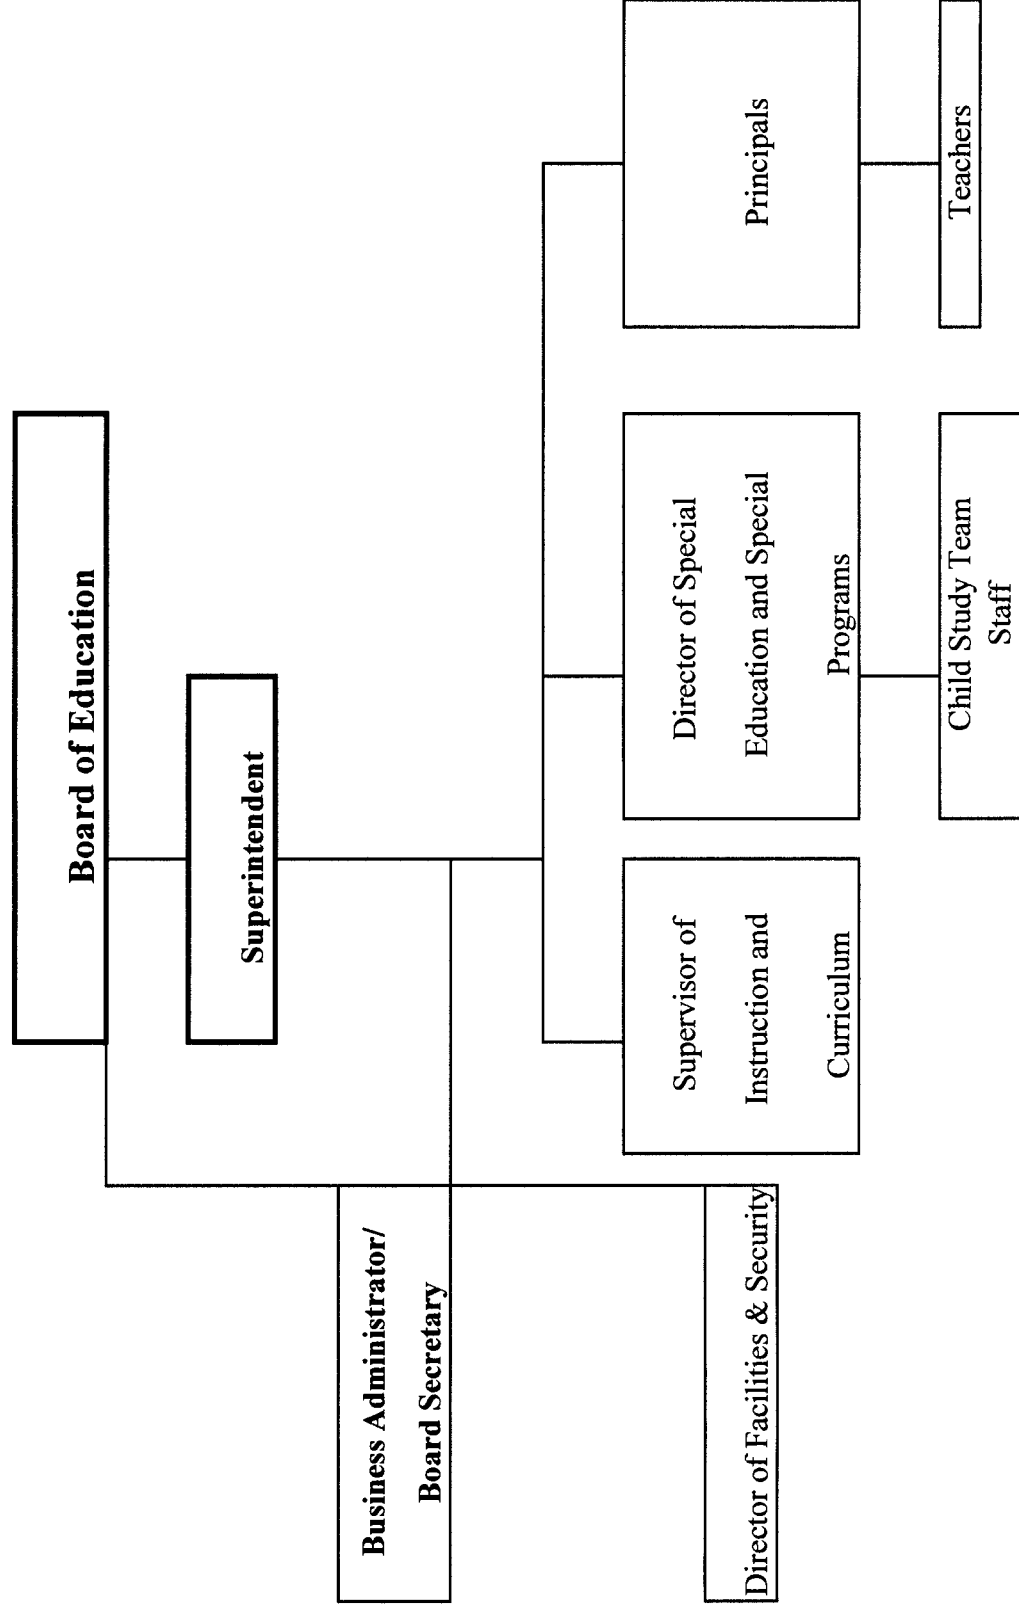 Board of Education
Superintendent
Business Administrator/
Board Secretary
Supervisor of
Instruction and
Curriculum
Director of Special
Education and Special
Programs
Principals
Director of Facilities & Security
Child Study Team
Staff
Teachers